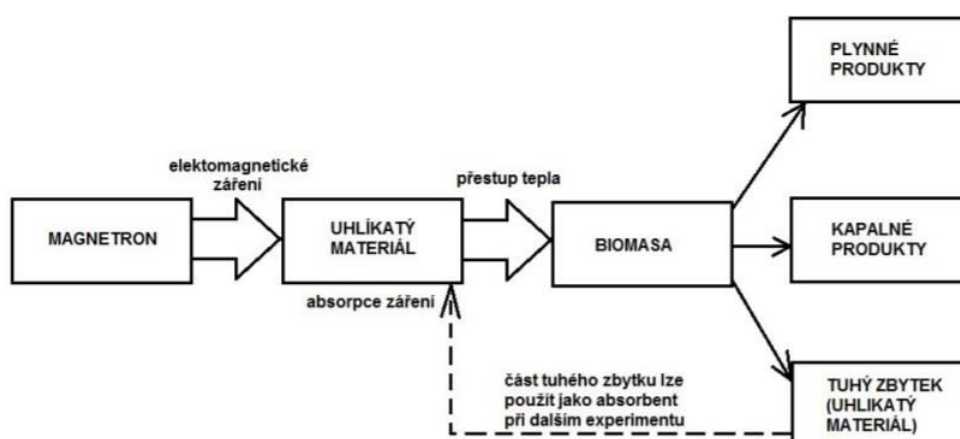 PLYNNÉ
PRODUKTY
elektomagnetické
záření
přestup tepla
MAGNETRON
UHLÍKATÝ
MATERIÁL
BIOMASA
KAPALNÉ
PRODUKTY
absorpce záření
část tuhého zbytku lze
použít jako absorbent
při dalším experimentu
TUHÝ ZBYTEK
(UHLIKATÝ
MATERIÁL)